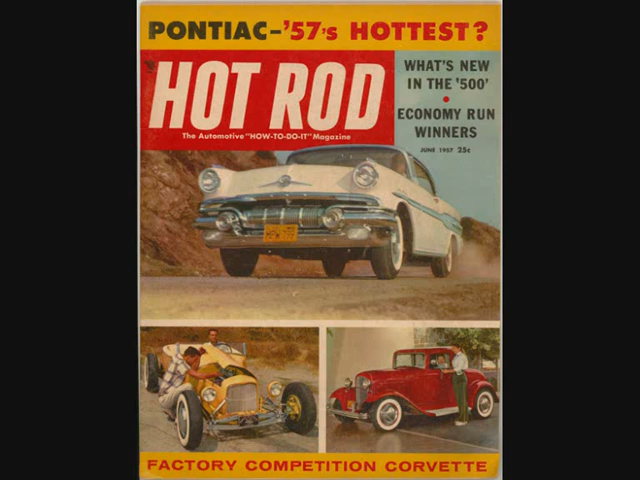 PONTIAC-'57's HOTTEST?
HOT ROD
The Automotive "HOW-TO-DO-IT" Magazine
WHAT'S NEW
IN THE '500'
•
ECONOMY RUN
WINNERS
JUNE 1957 25¢
FACTORY COMPETITION CORVETTE